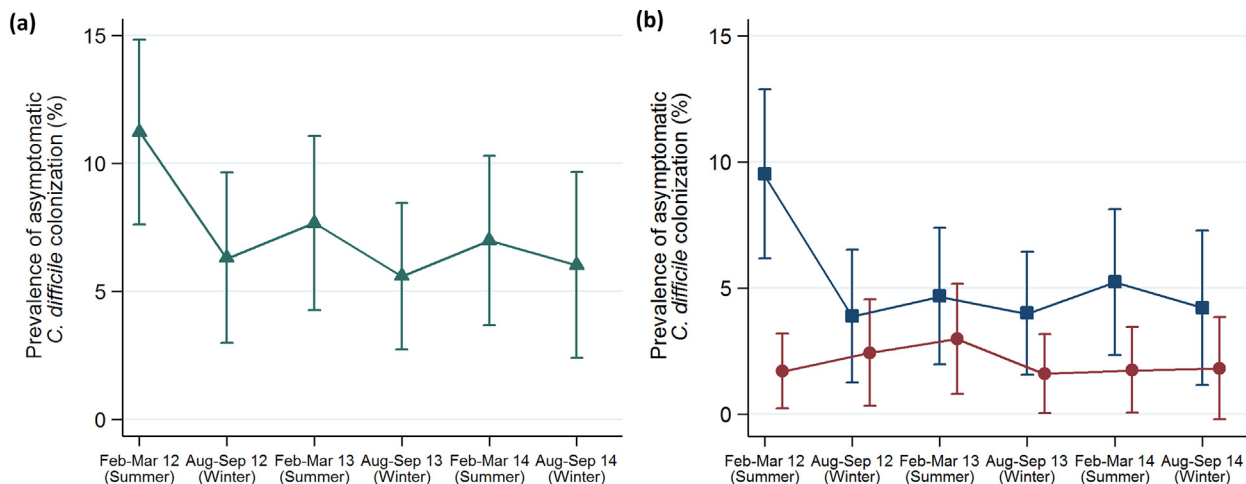 (a)
Prevalence of asymptomatic
C. difficile colonization (%)
15
10
5
0
Feb-Mar 12
(Summer)
Aug-Sep 12
(Winter)
Feb-Mar 13
(Summer)
Aug-Sep 13
(Winter)
Feb-Mar 14
(Summer)
Aug-Sep 14
(Winter)
(b)
Prevalence of asymptomatic
C. difficile colonization (%)
15
10
5
0
Feb-Mar 12
(Summer)
Aug-Sep 12
(Winter)
Feb-Mar 13
(Summer)
Aug-Sep 13
(Winter)
Feb-Mar 14
(Summer)
Aug-Sep 14
(Winter)